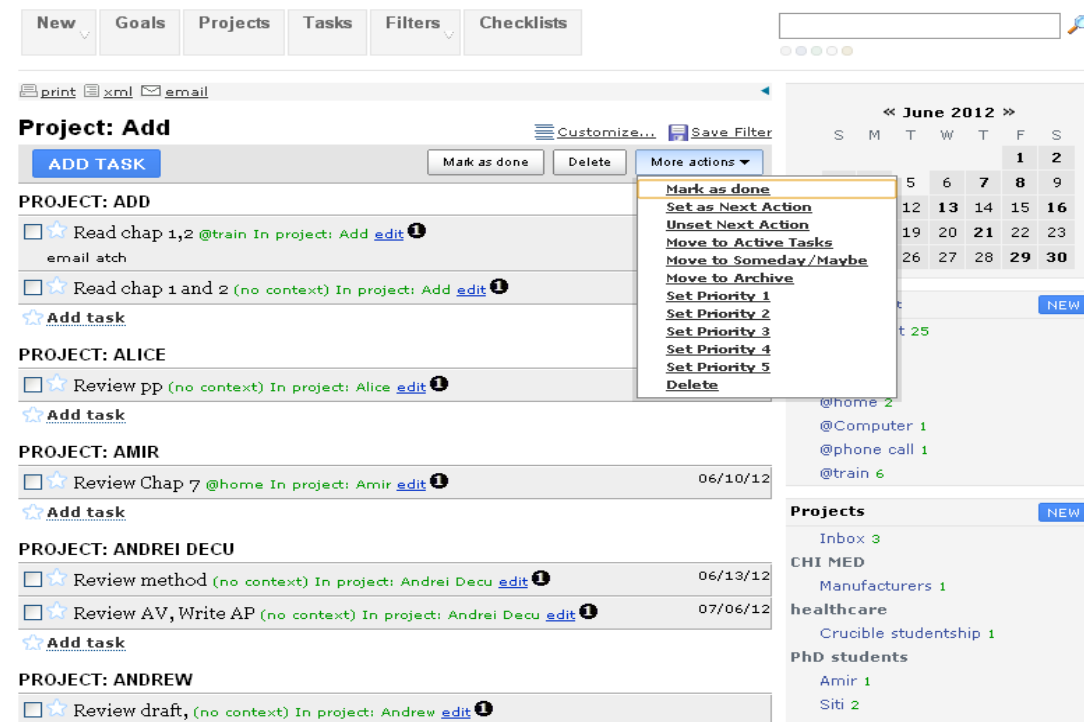 New Goals Projects Tasks Filters Checklists
print xml email
Project: Add
Customize... Save Filter
ADD TASK Mark as done Delete More actions
Mark as done
Set as Next Action
Unset Next Action
Move to Active Tasks
Move to Someday/Maybe
Move to Archive
Set Priority 1
Set Priority 2
Set Priority 3
Set Priority 4
Set Priority 5
Delete
PROJECT: ADD
Read chap 1,2 @train In project: Add edit 1
email atch
Read chap 1 and 2 (no context) In project: Add edit 1
Add task
PROJECT: ALICE
Review pp (no context) In project: Alice edit 1
Add task
PROJECT: AMIR
Review Chap 7 @home In project: Amir edit 1 06/10/12
Add task
PROJECT: ANDREI DECU
Review method (no context) In project: Andrei Decu edit 1 06/13/12
Review AV, Write AP (no context) In project: Andrei Decu edit 1 07/06/12
Add task
PROJECT: ANDREW
Review draft, (no context) In project: Andrew edit 1
« June 2012 »
S M T W T F S
1 2
5 6 7 8 9
12 13 14 15 16
19 20 21 22 23
26 27 28 29 30
t NEW
t 25
@home 2
@Computer 1
@phone call 1
@train 6
Projects NEW
Inbox 3
CHI MED
Manufacturers 1
healthcare
Crucible studentship 1
PhD students
Amir 1
Siti 2